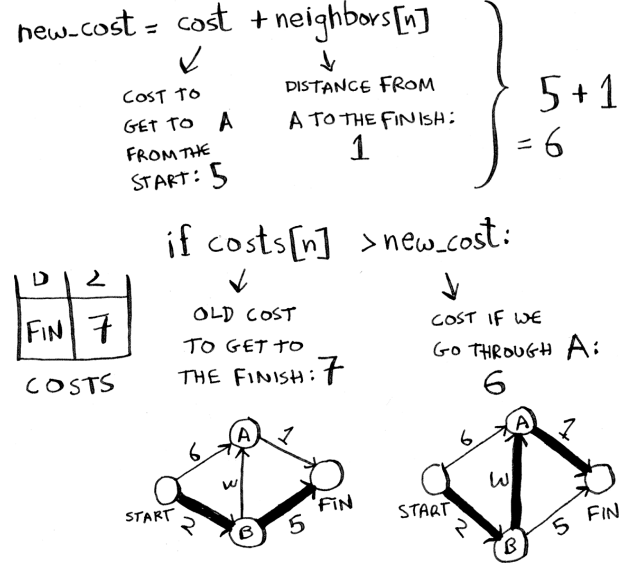 new_cost = cost + neighbors[n]
COST TO
GET TO A
FROM THE
START: 5
DISTANCE FROM
A TO THE FINISH:
1
5 + 1
= 6
if costs[n] > new_cost:
D 2
FIN 7
COSTS
OLD COST
TO GET TO
THE FINISH: 7
COST IF WE
GO THROUGH A:
6
A
6
1
START
2
B
5
FIN
A
6
1
START
2
B
5
FIN